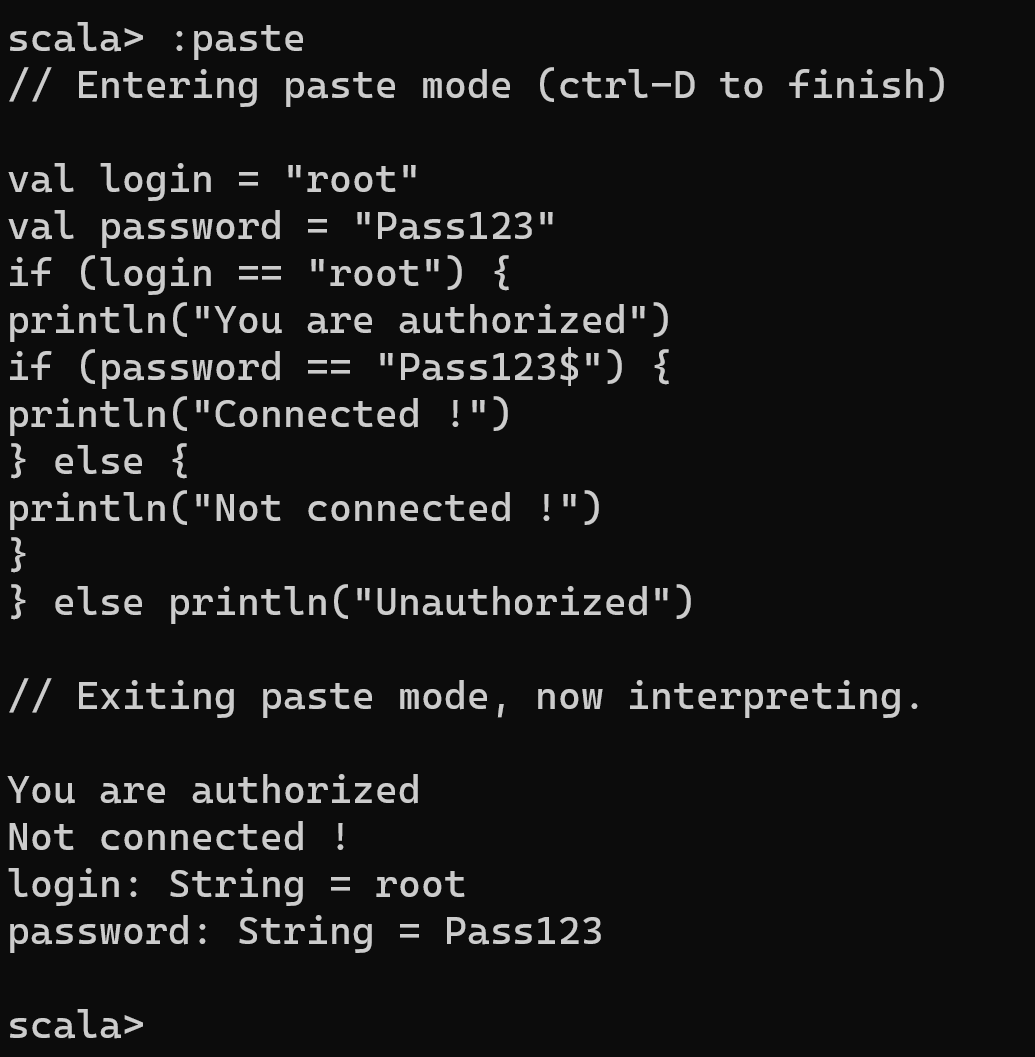 scala> :paste
// Entering paste mode (ctrl-D to finish)
val login = "root"
val password = "Pass123"
if (login == "root") {
println("You are authorized")
if (password == "Pass123$") {
println("Connected !")
} else {
println("Not connected !")
}
} else println("Unauthorized")
// Exiting paste mode, now interpreting.
You are authorized
Not connected !
login: String = root
password: String = Pass123
scala>